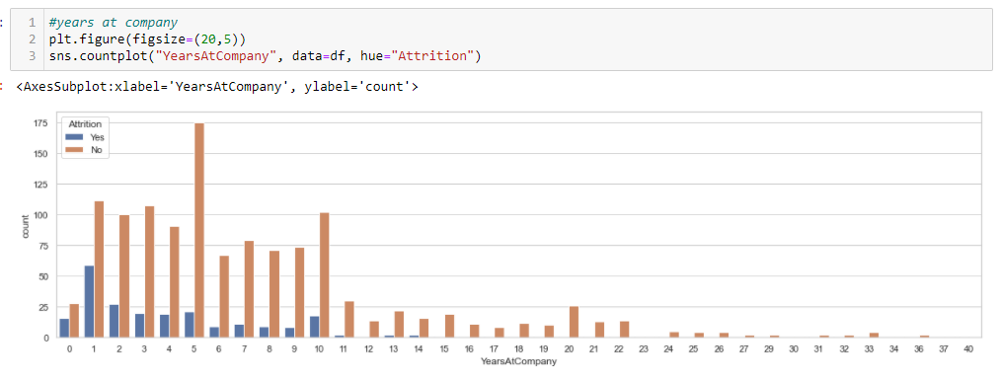 1 #years at company
2 plt.figure(figsize=(20,5))
3 sns.countplot("YearsAtCompany", data=df, hue="Attrition")
<AxesSubplot:xlabel='YearsAtCompany', ylabel='count'>
Attrition
Yes
No
175
150
125
100
75
50
25
0
count
0 1 2 3 4 5 6 7 8 9 10 11 12 13 14 15 16 17 18 19 20 21 22 23 24 25 26 27 29 30 31 32 33 34 36 37 40
YearsAtCompany